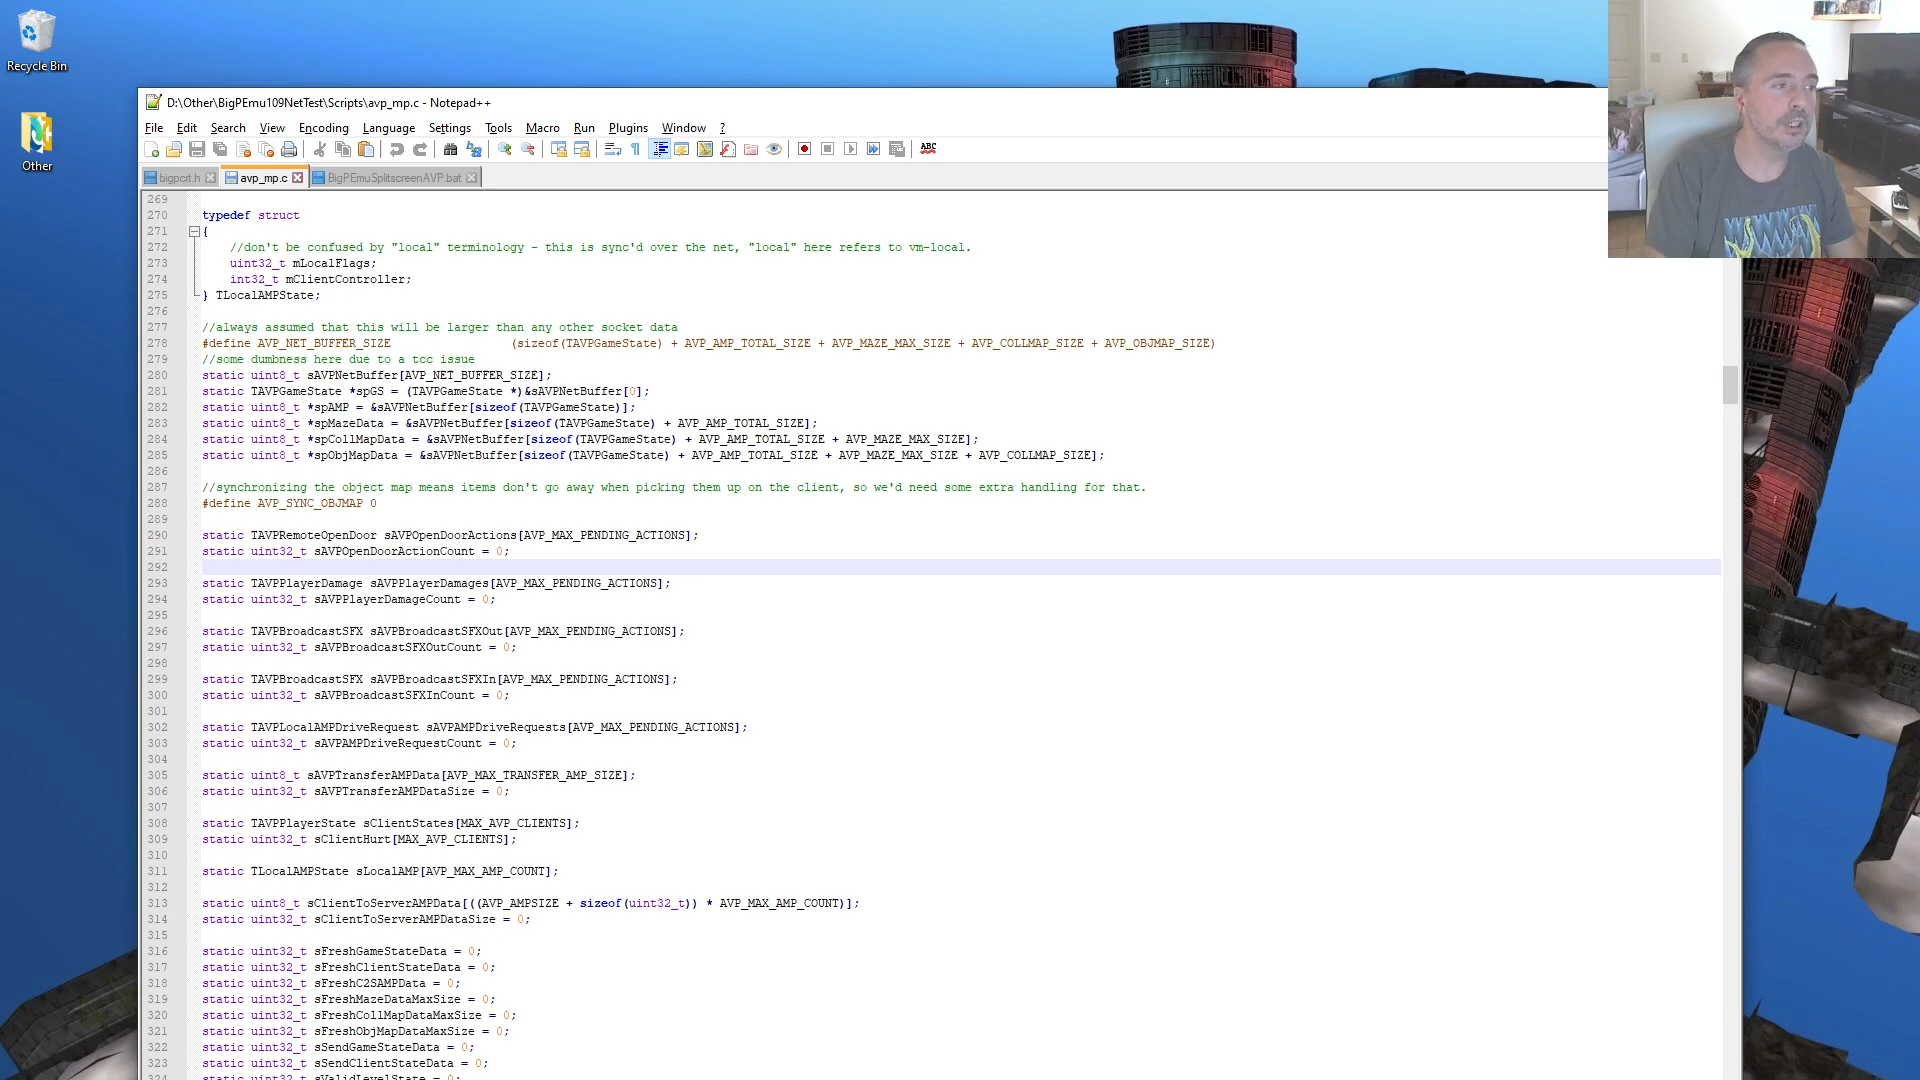 Recycle Bin
Other
D:\Other\BigPEmu109NetTest\Scripts\avp_mp.c - Notepad++
File Edit Search View Encoding Language Settings Tools Macro Run Plugins Window ?
ABC
bigpcrt.h avp_mp.c BigPEmuSplitscreenAVP.bat
269
270 typedef struct
271 {
272 //don't be confused by "local" terminology - this is sync'd over the net, "local" here refers to vm-local.
273 uint32_t mLocalFlags;
274 int32_t mClientController;
275 } TLocalAMPState;
276
277 //always assumed that this will be larger than any other socket data
278 #define AVP_NET_BUFFER_SIZE (sizeof(TAVPGameState) + AVP_AMP_TOTAL_SIZE + AVP_MAZE_MAX_SIZE + AVP_COLLMAP_SIZE + AVP_OBJMAP_SIZE)
279 //some dumbness here due to a tcc issue
280 static uint8_t sAVPNetBuffer[AVP_NET_BUFFER_SIZE];
281 static TAVPGameState *spGS = (TAVPGameState *)&sAVPNetBuffer[0];
282 static uint8_t *spAMP = &sAVPNetBuffer[sizeof(TAVPGameState)];
283 static uint8_t *spMazeData = &sAVPNetBuffer[sizeof(TAVPGameState) + AVP_AMP_TOTAL_SIZE];
284 static uint8_t *spCollMapData = &sAVPNetBuffer[sizeof(TAVPGameState) + AVP_AMP_TOTAL_SIZE + AVP_MAZE_MAX_SIZE];
285 static uint8_t *spObjMapData = &sAVPNetBuffer[sizeof(TAVPGameState) + AVP_AMP_TOTAL_SIZE + AVP_MAZE_MAX_SIZE + AVP_COLLMAP_SIZE];
286
287 //synchronizing the object map means items don't go away when picking them up on the client, so we'd need some extra handling for that.
288 #define AVP_SYNC_OBJMAP 0
289
290 static TAVPRemoteOpenDoor sAVPOpenDoorActions[AVP_MAX_PENDING_ACTIONS];
291 static uint32_t sAVPOpenDoorActionCount = 0;
292
293 static TAVPPlayerDamage sAVPPlayerDamages[AVP_MAX_PENDING_ACTIONS];
294 static uint32_t sAVPPlayerDamageCount = 0;
295
296 static TAVPBroadcastSFX sAVPBroadcastSFXOut[AVP_MAX_PENDING_ACTIONS];
297 static uint32_t sAVPBroadcastSFXOutCount = 0;
298
299 static TAVPBroadcastSFX sAVPBroadcastSFXIn[AVP_MAX_PENDING_ACTIONS];
300 static uint32_t sAVPBroadcastSFXInCount = 0;
301
302 static TAVPLocalAMPDriveRequest sAVPAMPDriveRequests[AVP_MAX_PENDING_ACTIONS];
303 static uint32_t sAVPAMPDriveRequestCount = 0;
304
305 static uint8_t sAVPTransferAMPData[AVP_MAX_TRANSFER_AMP_SIZE];
306 static uint32_t sAVPTransferAMPDataSize = 0;
307
308 static TAVPPlayerState sClientStates[MAX_AVP_CLIENTS];
309 static uint32_t sClientHurt[MAX_AVP_CLIENTS];
310
311 static TLocalAMPState sLocalAMP[AVP_MAX_AMP_COUNT];
312
313 static uint8_t sClientToServerAMPData[((AVP_AMPSIZE + sizeof(uint32_t)) * AVP_MAX_AMP_COUNT)];
314 static uint32_t sClientToServerAMPDataSize = 0;
315
316 static uint32_t sFreshGameStateData = 0;
317 static uint32_t sFreshClientStateData = 0;
318 static uint32_t sFreshC2SAMPData = 0;
319 static uint32_t sFreshMazeDataMaxSize = 0;
320 static uint32_t sFreshCollMapDataMaxSize = 0;
321 static uint32_t sFreshObjMapDataMaxSize = 0;
322 static uint32_t sSendGameStateData = 0;
323 static uint32_t sSendClientStateData = 0;
324 static uint32_t sValidLevelState = 0;